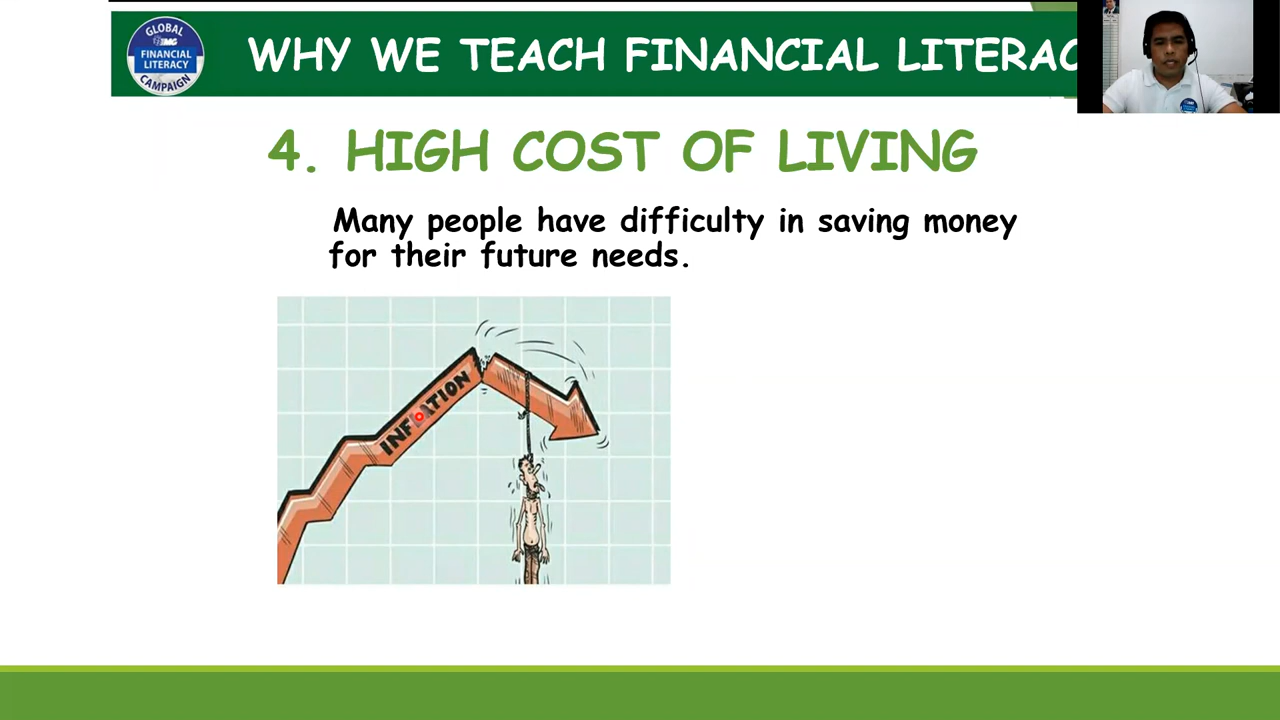 GLOBAL
IMG
FINANCIAL
LITERACY
CAMPAIGN
WHY WE TEACH FINANCIAL LITERAC
4. HIGH COST OF LIVING
Many people have difficulty in saving money
for their future needs.
INFLATION